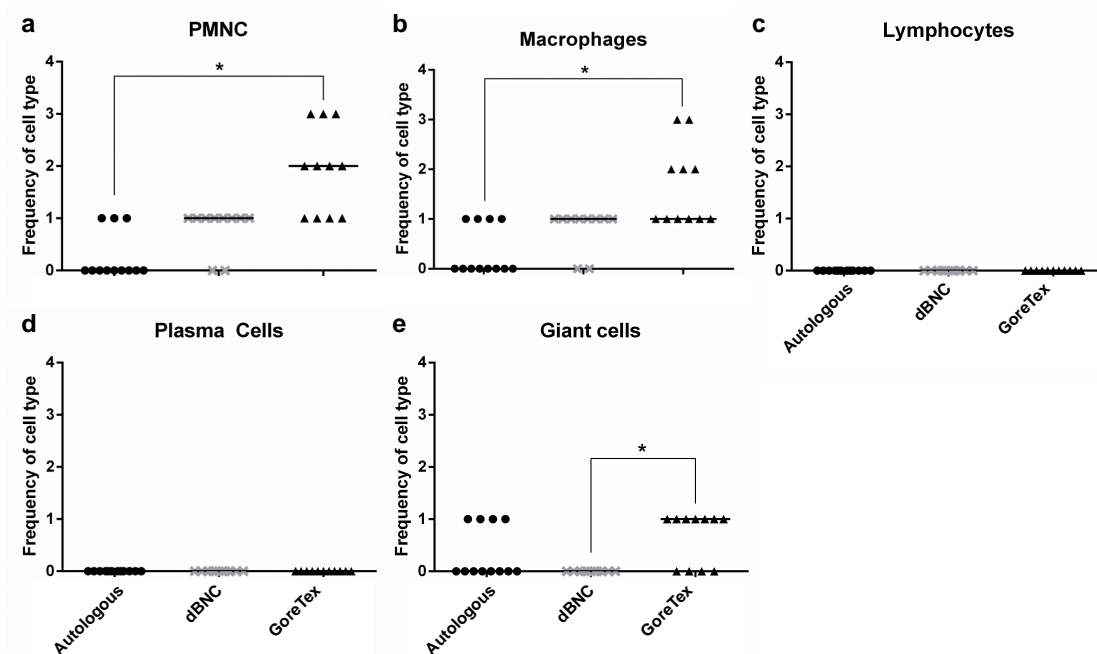 a
PMNC
Frequency of cell type
4
3
2
1
0
*
b
Macrophages
Frequency of cell type
4
3
2
1
0
*
c
Lymphocytes
Frequency of cell type
4
3
2
1
0
Autologous
dBNC
GoreTex
d
Plasma Cells
Frequency of cell type
4
3
2
1
0
Autologous
dBNC
GoreTex
e
Giant cells
Frequency of cell type
4
3
2
1
0
*
Autologous
dBNC
GoreTex